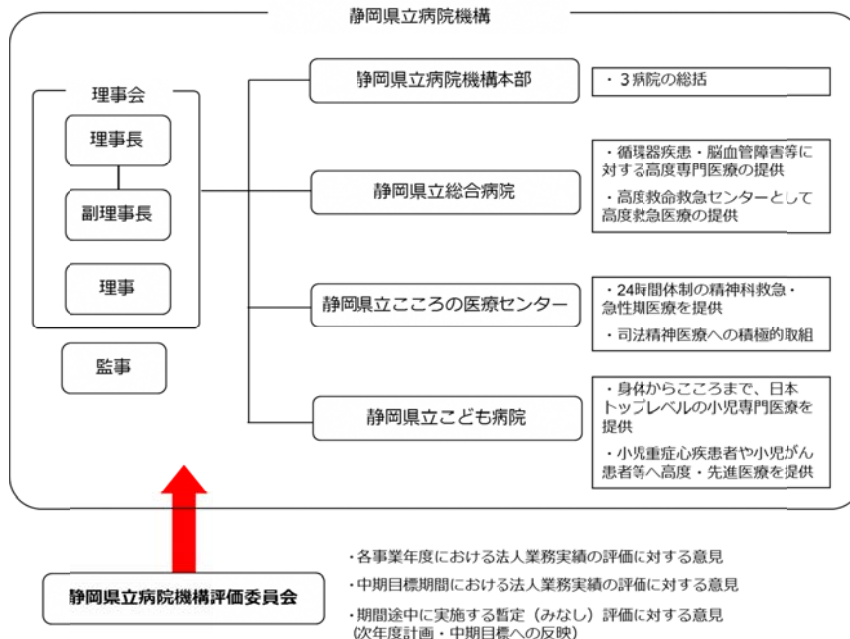 静岡県立病院機構
理事会
理事長
副理事長
理事
監事
静岡県立病院機構本部
・３病院の総括
静岡県立総合病院
・循環器疾患・脳血管障害等に
対する高度専門医療の提供
・高度救命救急センターとして
高度救急医療の提供
静岡県立こころの医療センター
・24時間体制の精神科救急・
急性期医療を提供
・司法精神医療への積極的取組
静岡県立こども病院
・身体からこころまで、日本
トップレベルの小児専門医療を
提供
・小児重症心疾患者や小児がん
患者等へ高度・先進医療を提供
静岡県立病院機構評価委員会
・各事業年度における法人業務実績の評価に対する意見
・中期目標期間における法人業務実績の評価に対する意見
・期間途中に実施する暫定（みなし）評価に対する意見
（次年度計画・中期目標への反映）